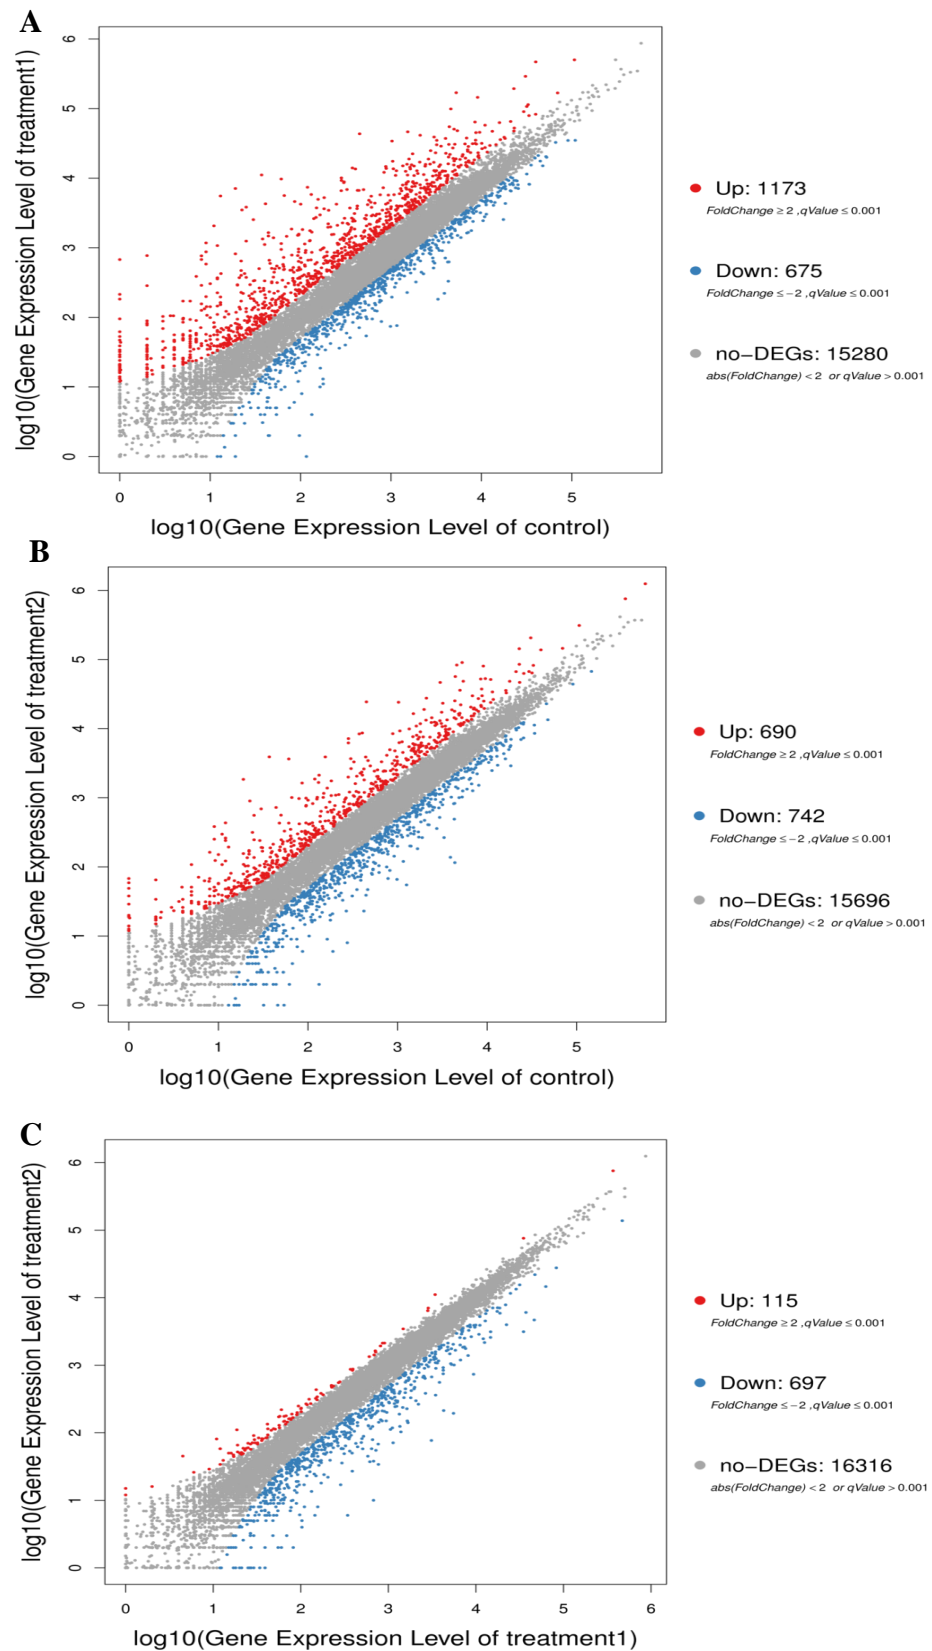 A
log10(Gene Expression Level of treatment1)
6
5
4
3
2
1
0
0 1 2 3 4 5
log10(Gene Expression Level of control)
Up: 1173
FoldChange ≥ 2 ,qValue ≤ 0.001
Down: 675
FoldChange ≤ −2 ,qValue ≤ 0.001
no−DEGs: 15280
abs(FoldChange) < 2 or qValue > 0.001
B
log10(Gene Expression Level of treatment2)
6
5
4
3
2
1
0
0 1 2 3 4 5
log10(Gene Expression Level of control)
Up: 690
FoldChange ≥ 2 ,qValue ≤ 0.001
Down: 742
FoldChange ≤ −2 ,qValue ≤ 0.001
no−DEGs: 15696
abs(FoldChange) < 2 or qValue > 0.001
C
log10(Gene Expression Level of treatment2)
6
5
4
3
2
1
0
0 1 2 3 4 5 6
log10(Gene Expression Level of treatment1)
Up: 115
FoldChange ≥ 2 ,qValue ≤ 0.001
Down: 697
FoldChange ≤ −2 ,qValue ≤ 0.001
no−DEGs: 16316
abs(FoldChange) < 2 or qValue > 0.001